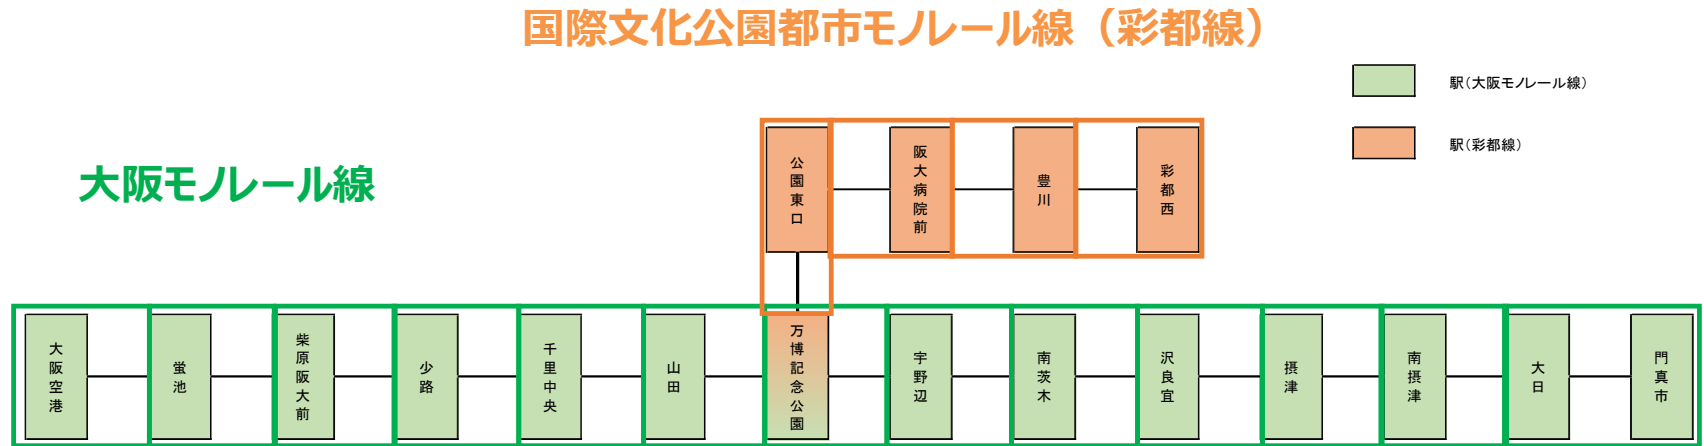 国際文化公園都市モノレール線（彩都線）
駅（大阪モノレール線）
駅（彩都線）
大阪モノレール線
公園東口
阪大病院前
豊川
彩都西
大阪空港
蛍池
柴原阪大前
少路
千里中央
山田
万博記念公園
宇野辺
南茨木
沢良宜
摂津
南摂津
大日
門真市